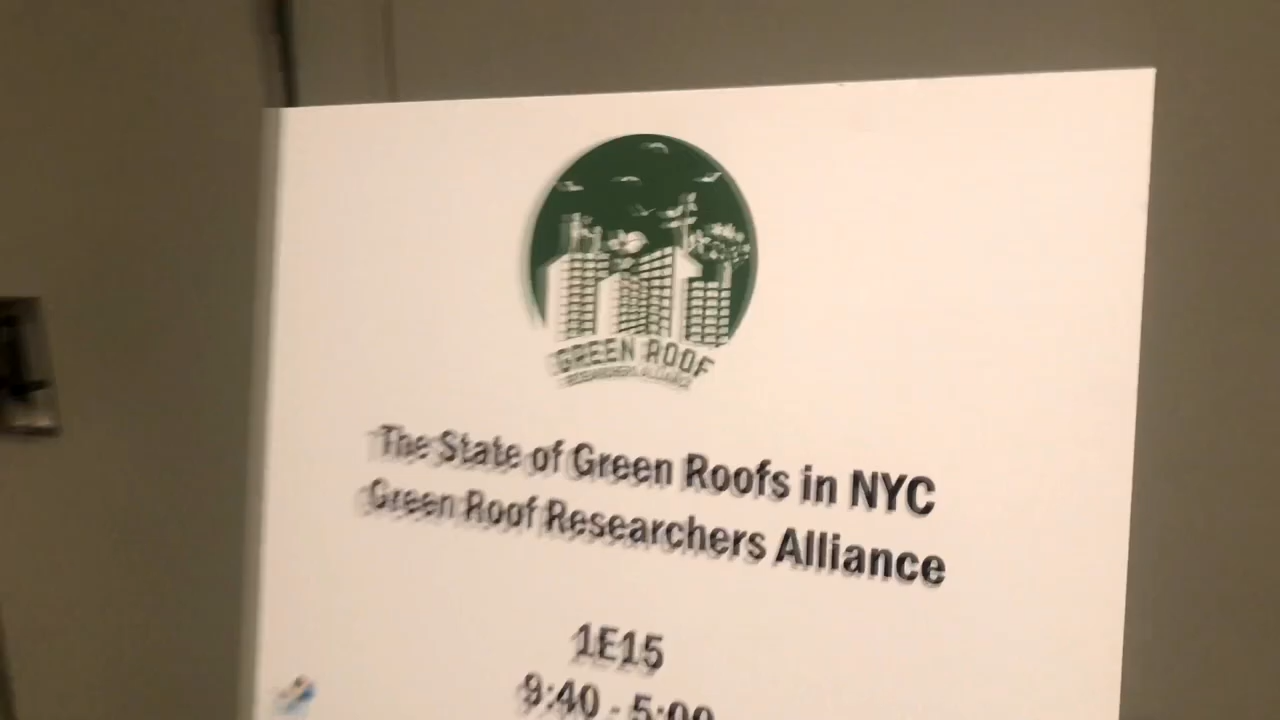 GREEN ROOF
RESEARCHERS ALLIANCE
The State of Green Roofs in NYC
Green Roof Researchers Alliance
1E15
9:40 - 5:00